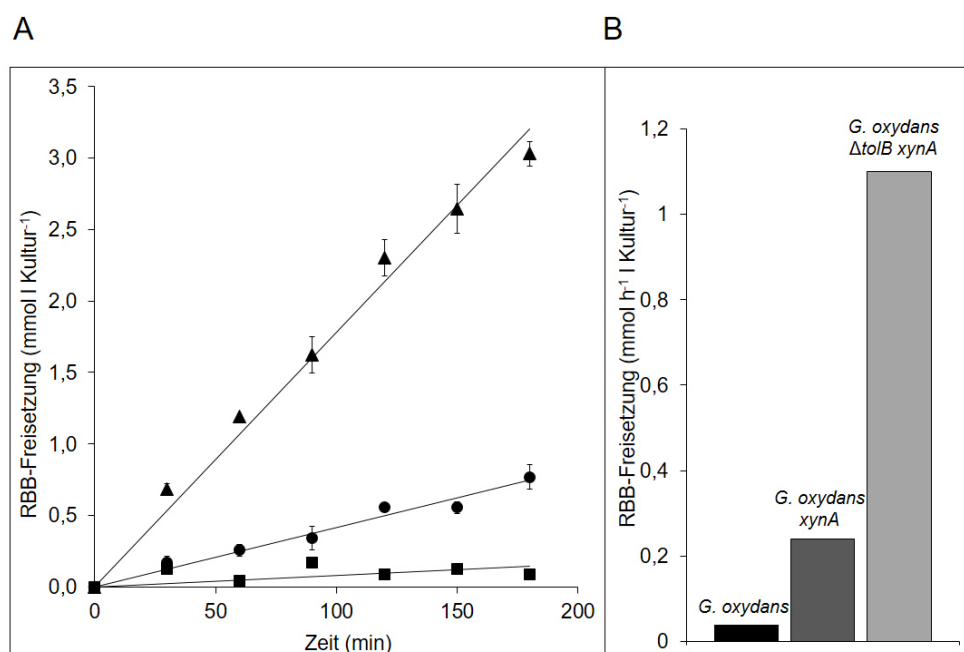 A
B
3,5
3,0
2,5
2,0
1,5
1,0
0,5
0,0
0
50
100
150
200
Zeit (min)
RBB-Freisetzung (mmol l Kultur⁻¹)
1,2
1
0,8
0,6
0,4
0,2
0
RBB-Freisetzung (mmol h⁻¹ l Kultur⁻¹)
G. oxydans
G. oxydans
xynA
G. oxydans
ΔtolB xynA